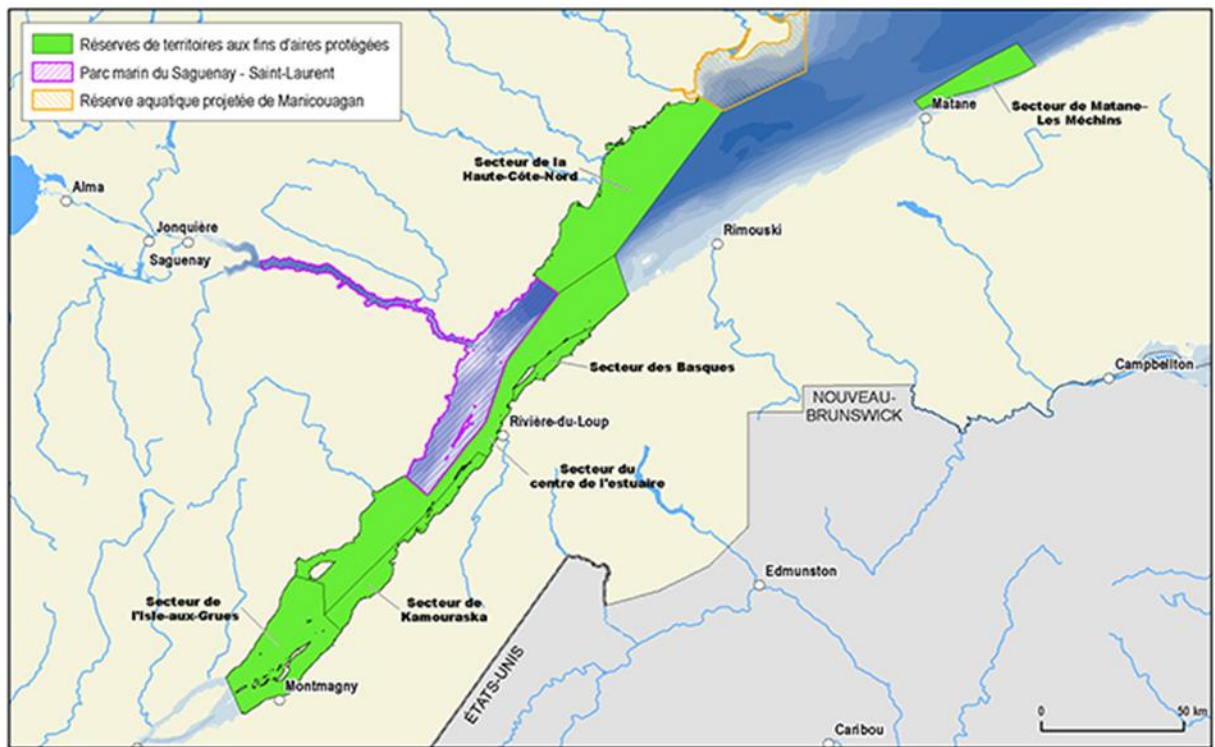 Réserves de territoires aux fins d'aires protégées
Parc marin du Saguenay - Saint-Laurent
Réserve aquatique projetée de Manicouagan
Matane
Secteur de Matane-
Les Méchins
Secteur de la
Haute-Côte-Nord
Alma
Jonquière
Saguenay
Rimouski
Secteur des Basques
Campbellton
NOUVEAU-
BRUNSWICK
Rivière-du-Loup
Secteur du
centre de l'estuaire
Edmunston
Secteur de
l'Isle-aux-Grues
Secteur de
Kamouraska
ÉTATS-UNIS
Montmagny
0 50 km
Caribou